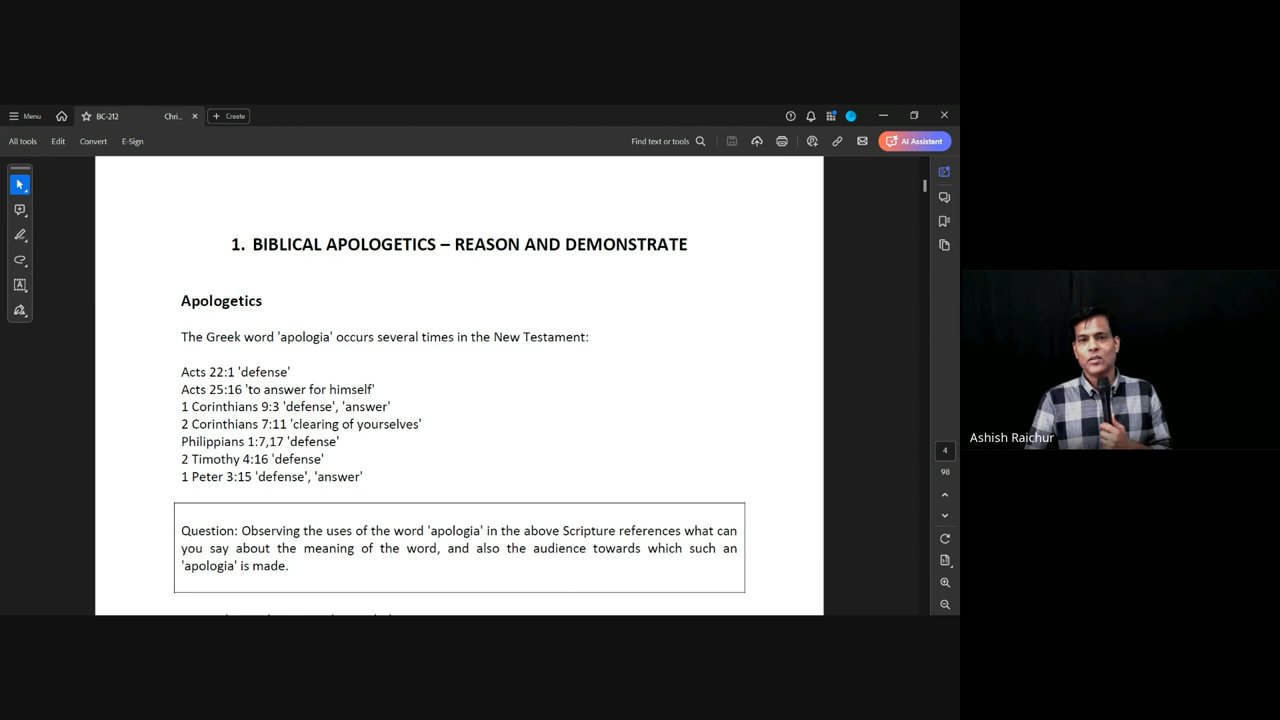 Menu
BC-212
Chri...
Create
All tools
Edit
Convert
E-Sign
Find text or tools
AI Assistant
1. BIBLICAL APOLOGETICS – REASON AND DEMONSTRATE
Apologetics
The Greek word 'apologia' occurs several times in the New Testament:
Acts 22:1 'defense'
Acts 25:16 'to answer for himself'
1 Corinthians 9:3 'defense', 'answer'
2 Corinthians 7:11 'clearing of yourselves'
Philippians 1:7,17 'defense'
2 Timothy 4:16 'defense'
1 Peter 3:15 'defense', 'answer'
Question: Observing the uses of the word 'apologia' in the above Scripture references what can
you say about the meaning of the word, and also the audience towards which such an
'apologia' is made.
4
98
Ashish Raichur